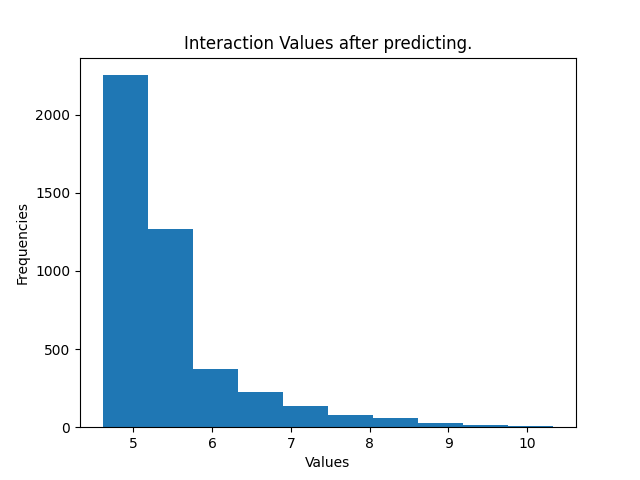 Interaction Values after predicting.
2000
1500
1000
500
0
Frequencies
5 6 7 8 9 10
Values